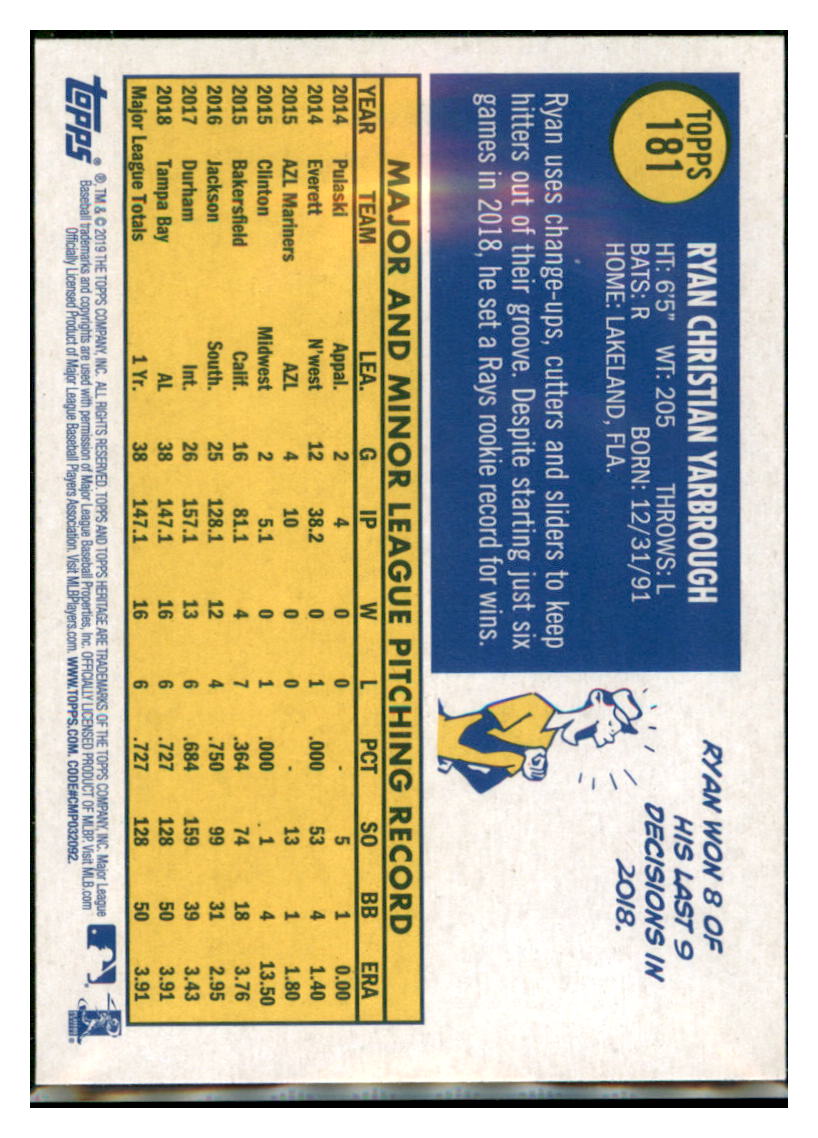 TOPPS
181
RYAN CHRISTIAN YARBROUGH
HT: 6'5" WT: 205 THROWS: L
BATS: R BORN: 12/31/91
HOME: LAKELAND, FLA.
Ryan uses change-ups, cutters and sliders to keep
hitters out of their groove. Despite starting just six
games in 2018, he set a Rays rookie record for wins.
RYAN WON 8 OF
HIS LAST 9
DECISIONS IN
2018.
MAJOR AND MINOR LEAGUE PITCHING RECORD
YEAR TEAM LEA. G IP W L PCT SO BB ERA
2014 Pulaski Appal. 2 4 0 0 - 5 1 0.00
2014 Everett N'west 12 38.2 0 1 .000 53 4 1.40
2015 AZL Mariners AZL 4 10 0 0 - 13 1 1.80
2015 Clinton Midwest 2 5.1 0 1 .000 1 4 13.50
2015 Bakersfield Calif. 16 81.1 4 7 .364 74 18 3.76
2016 Jackson South. 25 128.1 12 4 .750 99 31 2.95
2017 Durham Int. 26 157.1 13 6 .684 159 39 3.43
2018 Tampa Bay AL 38 147.1 16 6 .727 128 50 3.91
Major League Totals 1 Yr. 38 147.1 16 6 .727 128 50 3.91
topps®
®, TM & © 2019 THE TOPPS COMPANY, INC. ALL RIGHTS RESERVED. TOPPS AND TOPPS HERITAGE ARE TRADEMARKS OF THE TOPPS COMPANY, INC. Major League
Baseball trademarks and copyrights are used with permission of Major League Baseball Properties, Inc. OFFICIALLY LICENSED PRODUCT OF MLBP. Visit MLB.com
Officially Licensed Product of Major League Baseball Players Association. Visit MLBPlayers.com. WWW.TOPPS.COM. CODE#CMP032092.